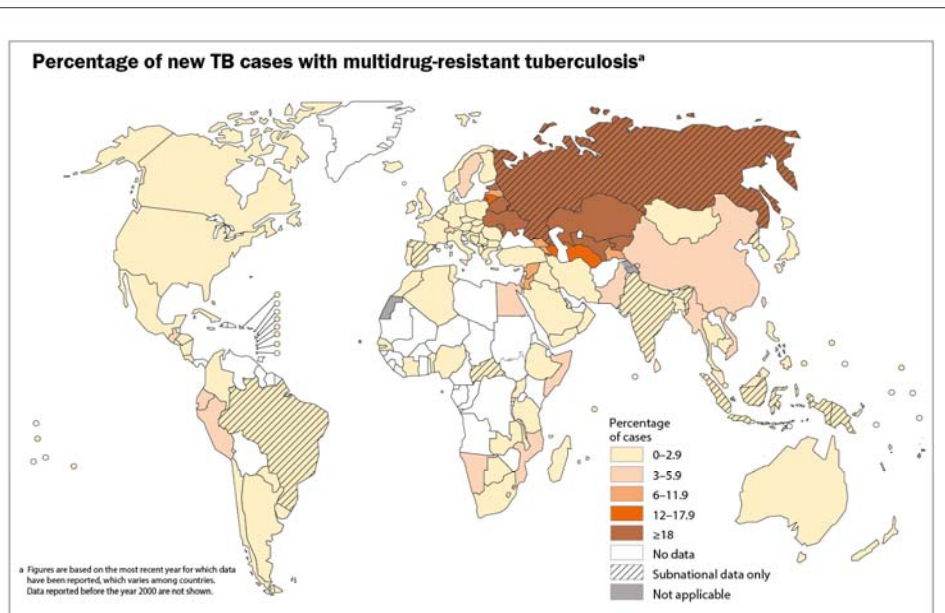 Percentage of new TB cases with multidrug-resistant tuberculosisª
Percentage
of cases
0–2.9
3–5.9
6–11.9
12–17.9
≥18
No data
Subnational data only
Not applicable
a Figures are based on the most recent year for which data
have been reported, which varies among countries.
Data reported before the year 2000 are not shown.